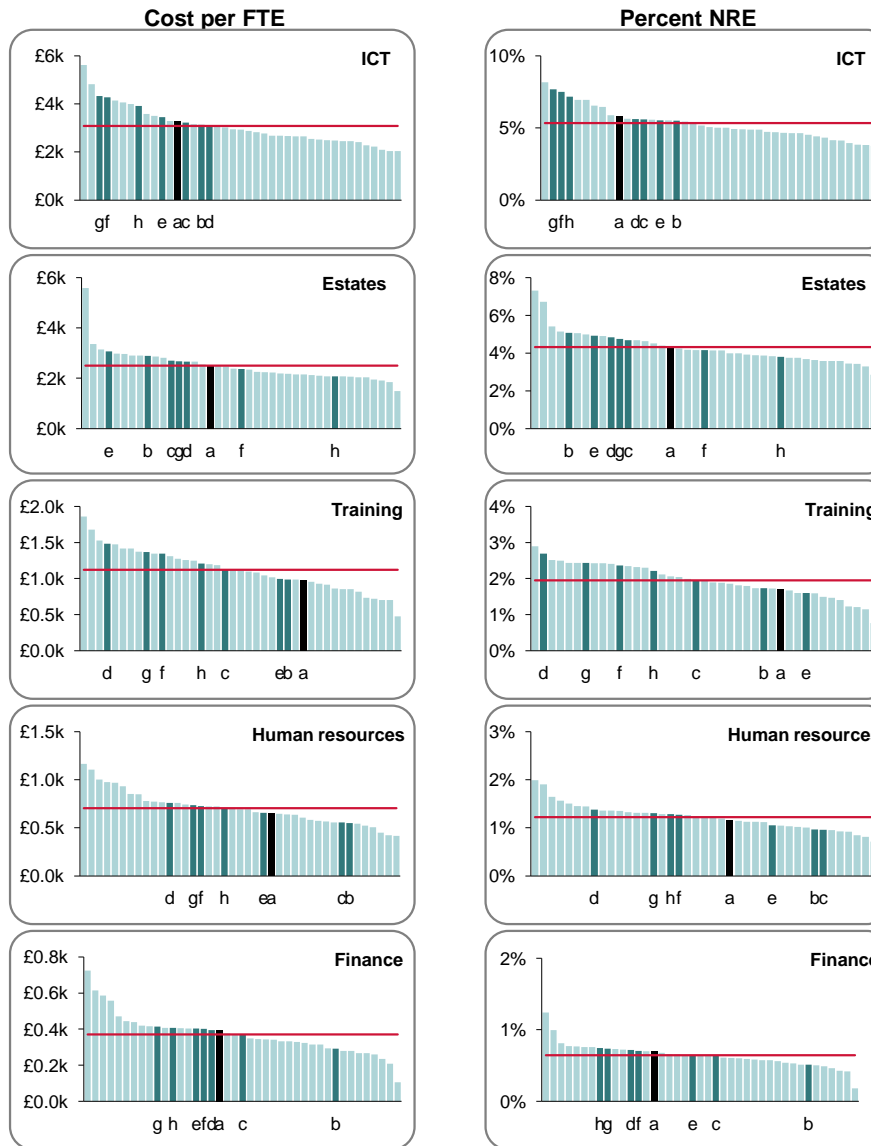 Cost per FTE
Percent NRE
ICT
£6k
£4k
£2k
£0k
gf h e ac bd
ICT
10%
5%
0%
gfh a dc e b
Estates
£6k
£4k
£2k
£0k
e b cgd a f h
Estates
8%
6%
4%
2%
0%
b e dgc a f h
Training
£2.0k
£1.5k
£1.0k
£0.5k
£0.0k
d g f h c eb a
Training
4%
3%
2%
1%
0%
d g f h c b a e
Human resources
£1.5k
£1.0k
£0.5k
£0.0k
d gf h ea cb
Human resource
3%
2%
1%
0%
d g hf a e bc
Finance
£0.8k
£0.6k
£0.4k
£0.2k
£0.0k
g h efda c b
Finance
2%
1%
0%
hg df a e c b